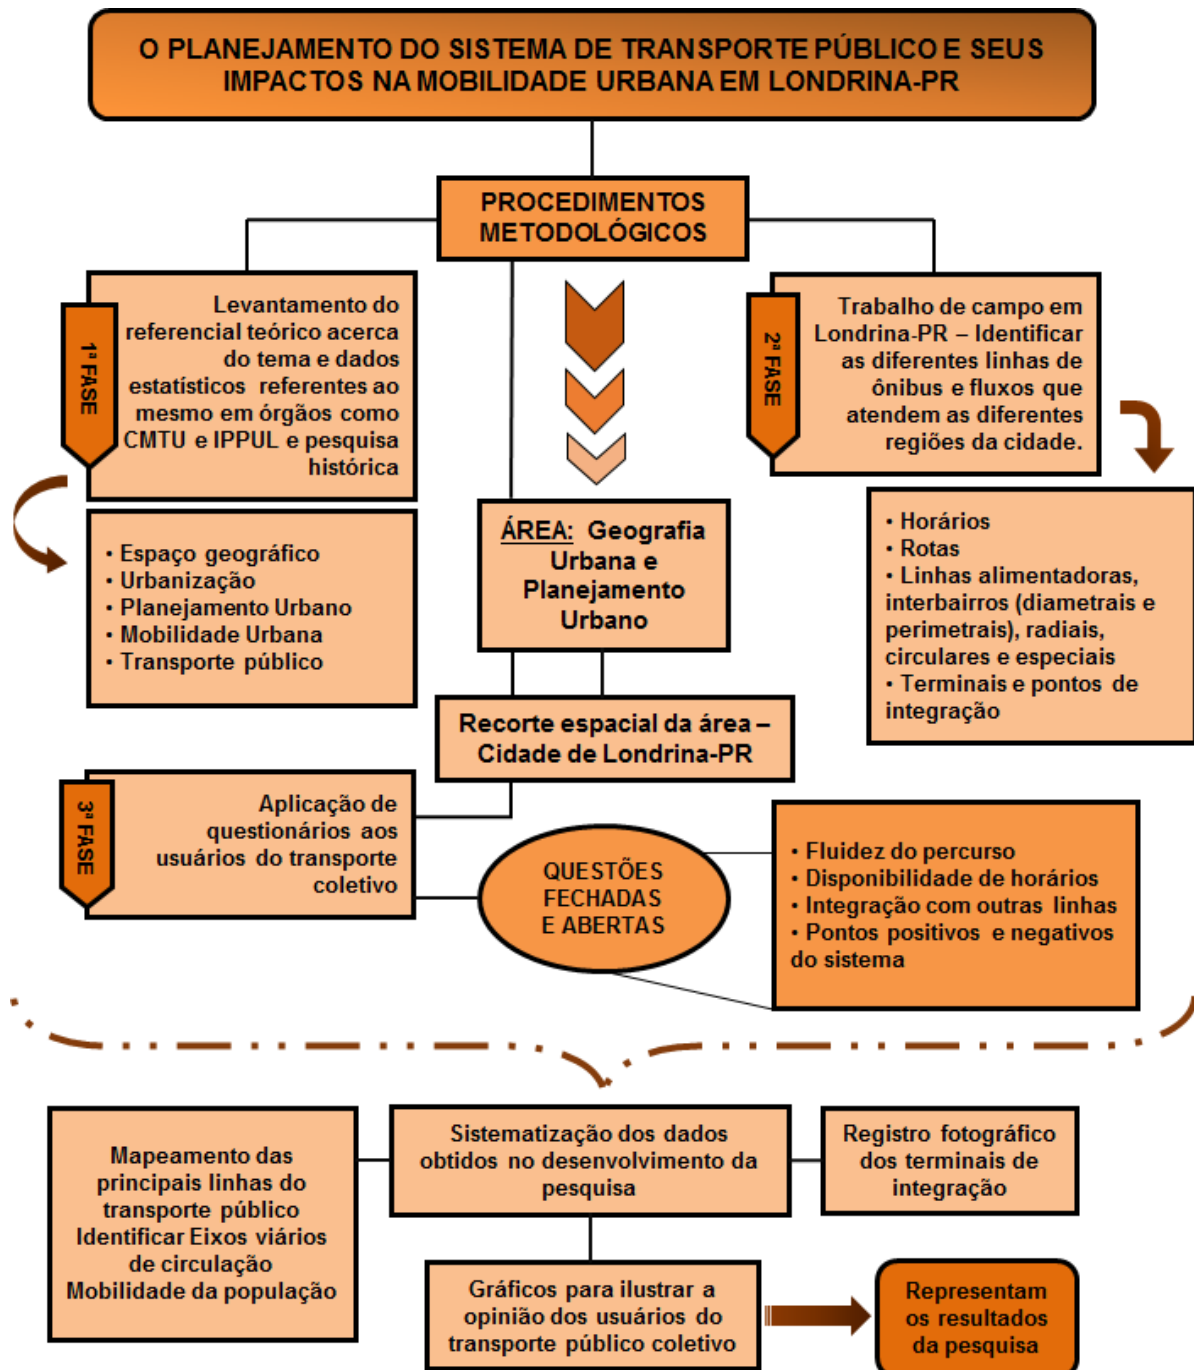 O PLANEJAMENTO DO SISTEMA DE TRANSPORTE PÚBLICO E SEUS
IMPACTOS NA MOBILIDADE URBANA EM LONDRINA-PR
PROCEDIMENTOS
METODOLÓGICOS
1ª FASE
Levantamento do
referencial teórico acerca
do tema e dados
estatísticos referentes ao
mesmo em órgãos como
CMTU e IPPUL e pesquisa
histórica
• Espaço geográfico
• Urbanização
• Planejamento Urbano
• Mobilidade Urbana
• Transporte público
2ª FASE
Trabalho de campo em
Londrina-PR – Identificar
as diferentes linhas de
ônibus e fluxos que
atendem as diferentes
regiões da cidade.
• Horários
• Rotas
• Linhas alimentadoras,
interbairros (diametrais e
perimetrais), radiais,
circulares e especiais
• Terminais e pontos de
integração
ÁREA: Geografia
Urbana e
Planejamento
Urbano
Recorte espacial da área –
Cidade de Londrina-PR
3ª FASE
Aplicação de
questionários aos
usuários do transporte
coletivo
QUESTÕES
FECHADAS
E ABERTAS
• Fluidez do percurso
• Disponibilidade de horários
• Integração com outras linhas
• Pontos positivos e negativos
do sistema
Mapeamento das
principais linhas do
transporte público
Identificar Eixos viários
de circulação
Mobilidade da população
Sistematização dos dados
obtidos no desenvolvimento da
pesquisa
Registro fotográfico
dos terminais de
integração
Gráficos para ilustrar a
opinião dos usuários do
transporte público coletivo
Representam
os resultados
da pesquisa